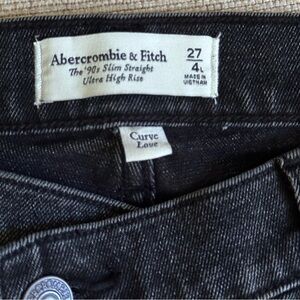 Abercrombie & Fitch
The '90s Slim Straight
Ultra High Rise
27
4L
MADE IN
VIETNAM
Curve
Love